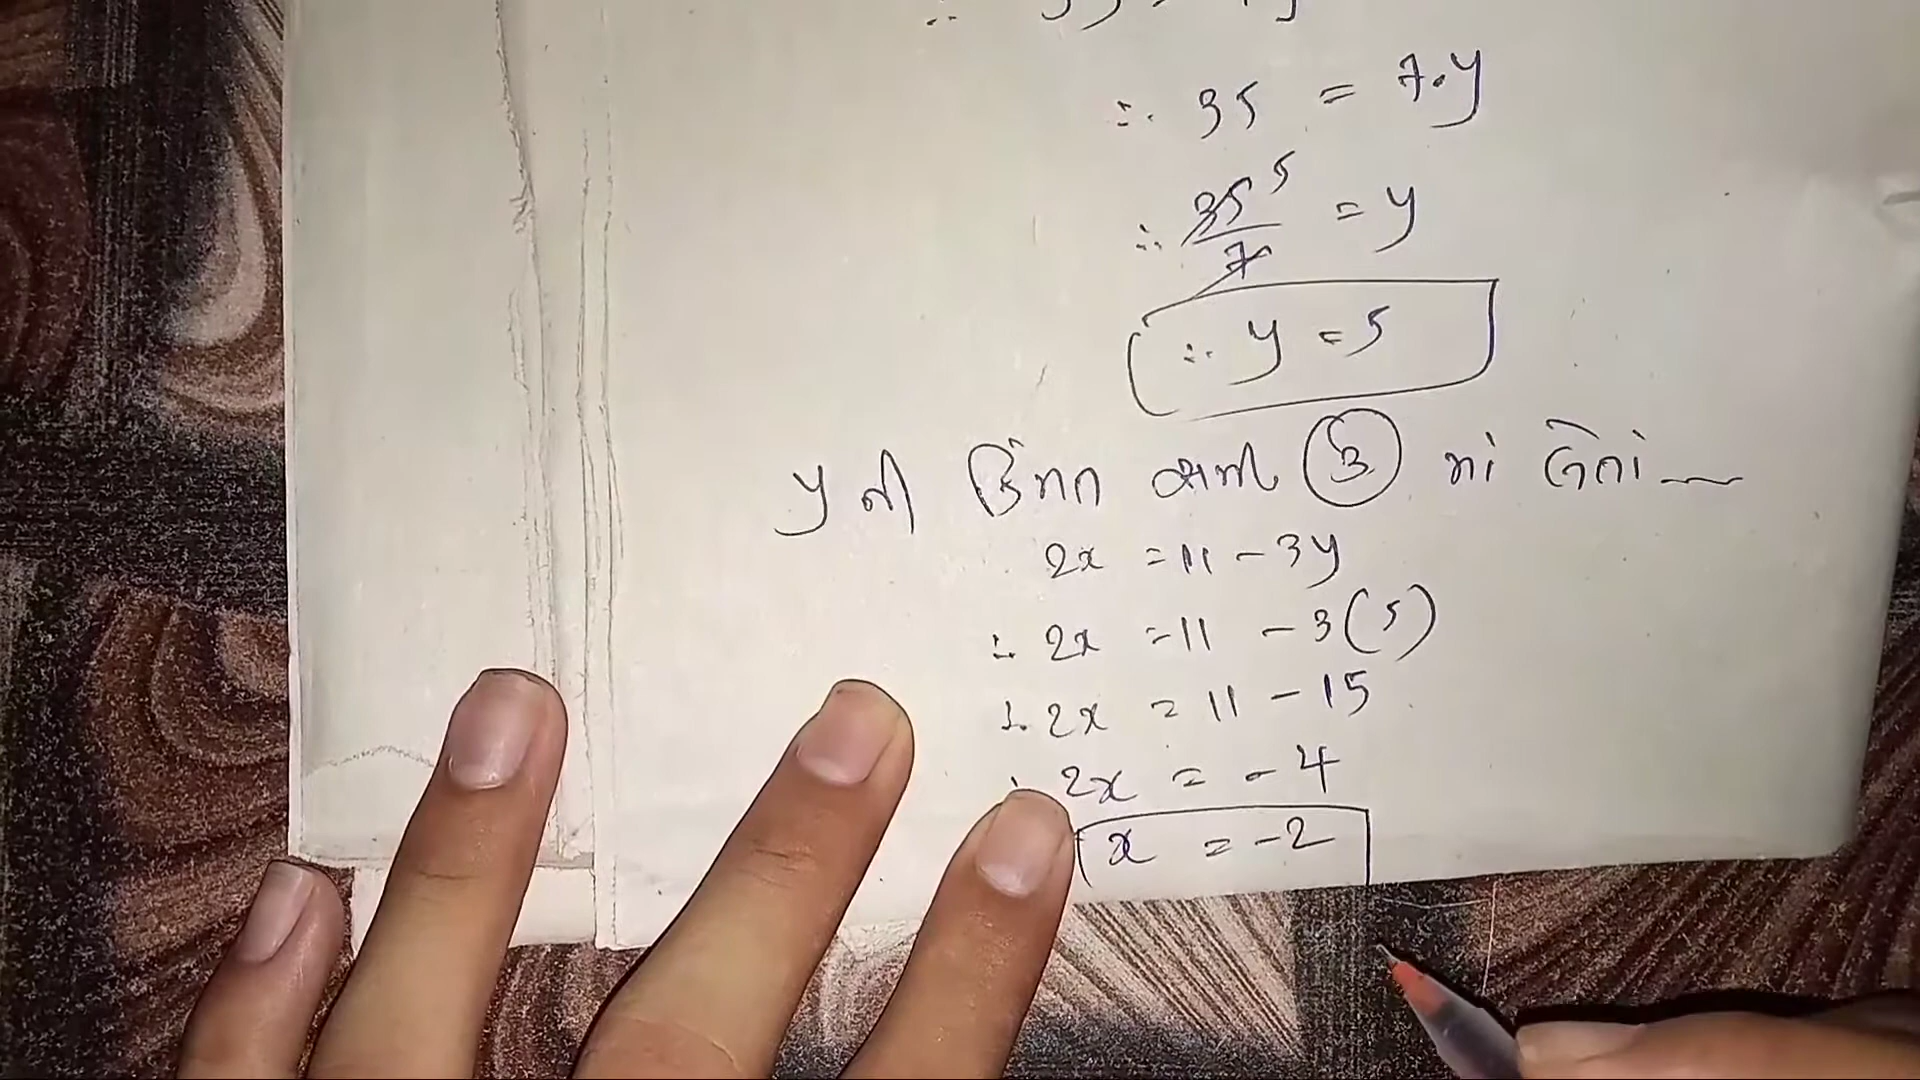 ∴ 35 = 7·y
∴ 35/7 = y
5
∴ y = 5
y ની કિંમત સમી ③ માં દેતાં
2x = 11 - 3y
∴ 2x = 11 - 3(5)
∴ 2x = 11 - 15
∴ 2x = - 4
x = -2